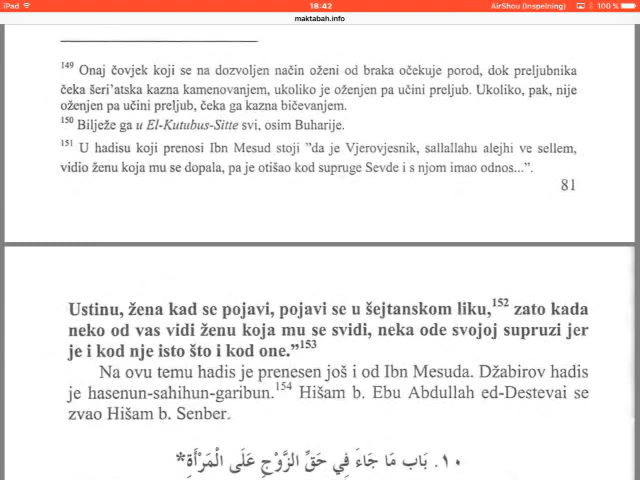 iPad 18:42 AirShou (Inspelning) 100 %
maktabah.info
149 Onaj čovjek koji se na dozvoljen način oženi od braka očekuje porod, dok preljubnika
čeka šeri’atska kazna kamenovanjem, ukoliko je oženjen pa učini preljub. Ukoliko, pak, nije
oženjen pa učini preljub, čeka ga kazna bičevanjem.
150 Bilježe ga u El-Kutubus-Sitte svi, osim Buharije.
151 U hadisu koji prenosi Ibn Mesud stoji ”da je Vjerovjesnik, sallallahu alejhi ve sellem,
vidio ženu koja mu se dopala, pa je otišao kod supruge Sevde i s njom imao odnos...”.
81
Ustinu, žena kad se pojavi, pojavi se u šejtanskom liku,152 zato kada
neko od vas vidi ženu koja mu se svidi, neka ode svojoj supruzi jer
je i kod nje isto što i kod one.”153
Na ovu temu hadis je prenesen još i od Ibn Mesuda. Džabirov hadis
je hasenun-sahihun-garibun.154 Hišam b. Ebu Abdullah ed-Destevai se
zvao Hišam b. Senber.
١٠. بَاب مَا جَاءَ فِي حَقِّ الزَّوْجِ عَلَى الْمَرْأَةِ*